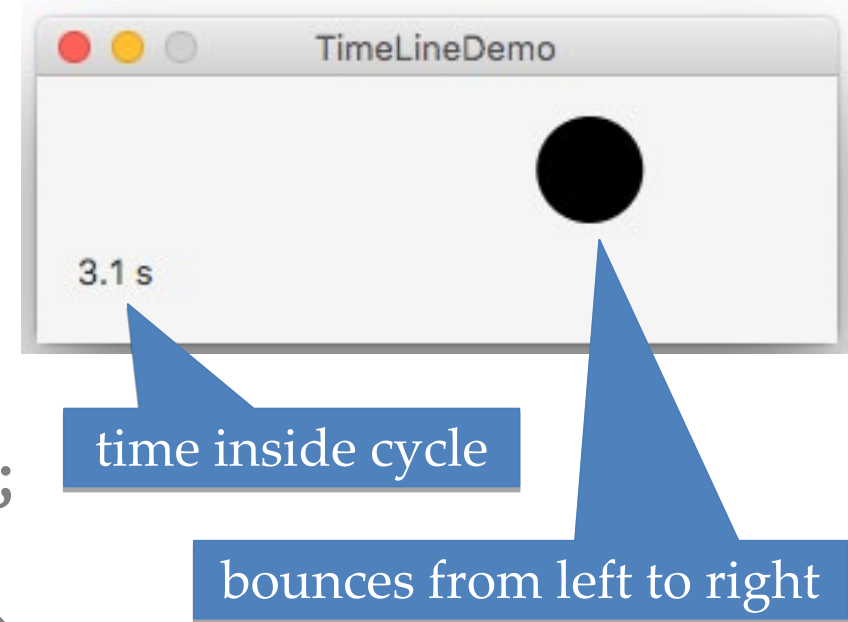 TimeLineDemo
3.1 s
time inside cycle
;
bounces from left to right